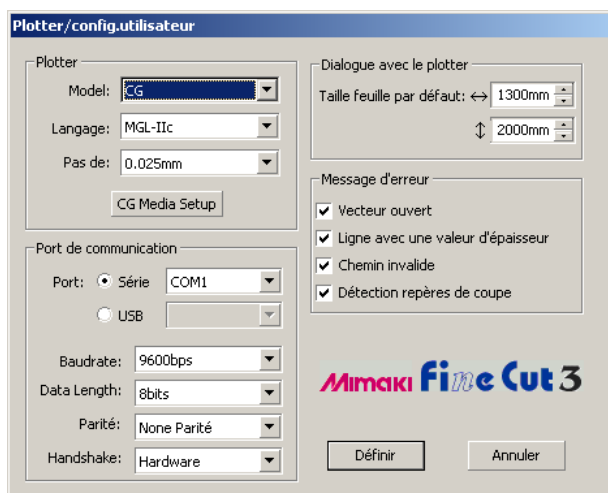 Plotter/config.utilisateur
Plotter
Model: CG
Langage: MGL-IIc
Pas de: 0.025mm
CG Media Setup
Port de communication
Port: Série COM1
USB
Baudrate: 9600bps
Data Length: 8bits
Parité: None Parité
Handshake: Hardware
Dialogue avec le plotter
Taille feuille par défaut: ↔ 1300mm
↕ 2000mm
Message d'erreur
Vecteur ouvert
Ligne avec une valeur d'épaisseur
Chemin invalide
Détection repères de coupe
Mimaki Fine Cut 3
Définir Annuler